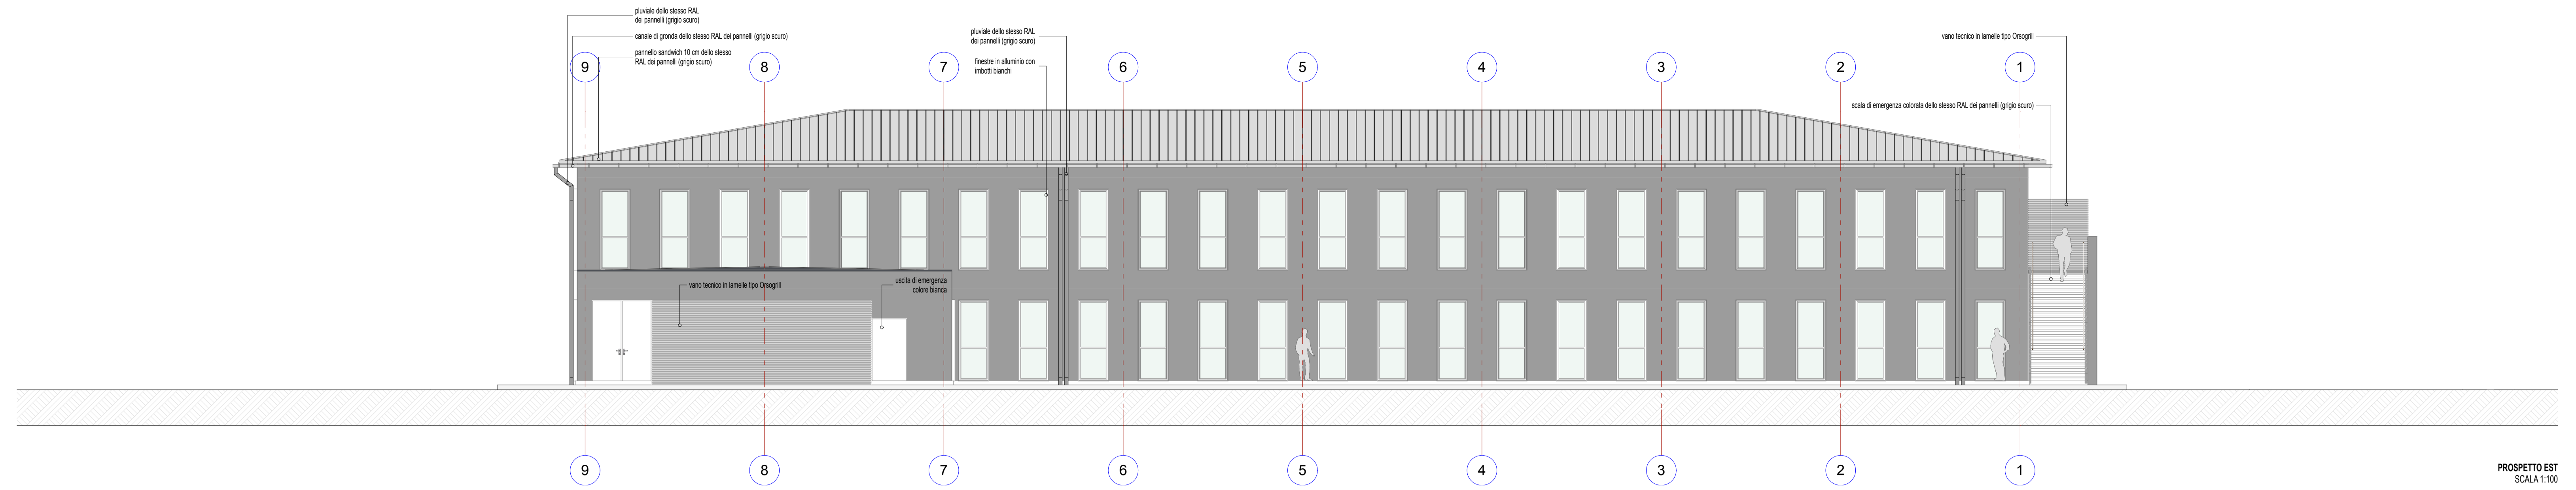 pluviale dello stesso RAL
dei pannelli (grigio scuro)
canale di gronda dello stesso RAL dei pannelli (grigio scuro)
pannello sandwich 10 cm dello stesso
RAL dei pannelli (grigio scuro)
pluviale dello stesso RAL
dei pannelli (grigio scuro)
finestre in alluminio con
imbotti bianchi
vano tecnico in lamelle tipo Orsogrill
scala di emergenza colorata dello stesso RAL dei pannelli (grigio scuro)
9 8 7 6 5 4 3 2 1
vano tecnico in lamelle tipo Orsogrill
uscita di emergenza
colore bianca
9 8 7 6 5 4 3 2 1
PROSPETTO EST
SCALA 1:100